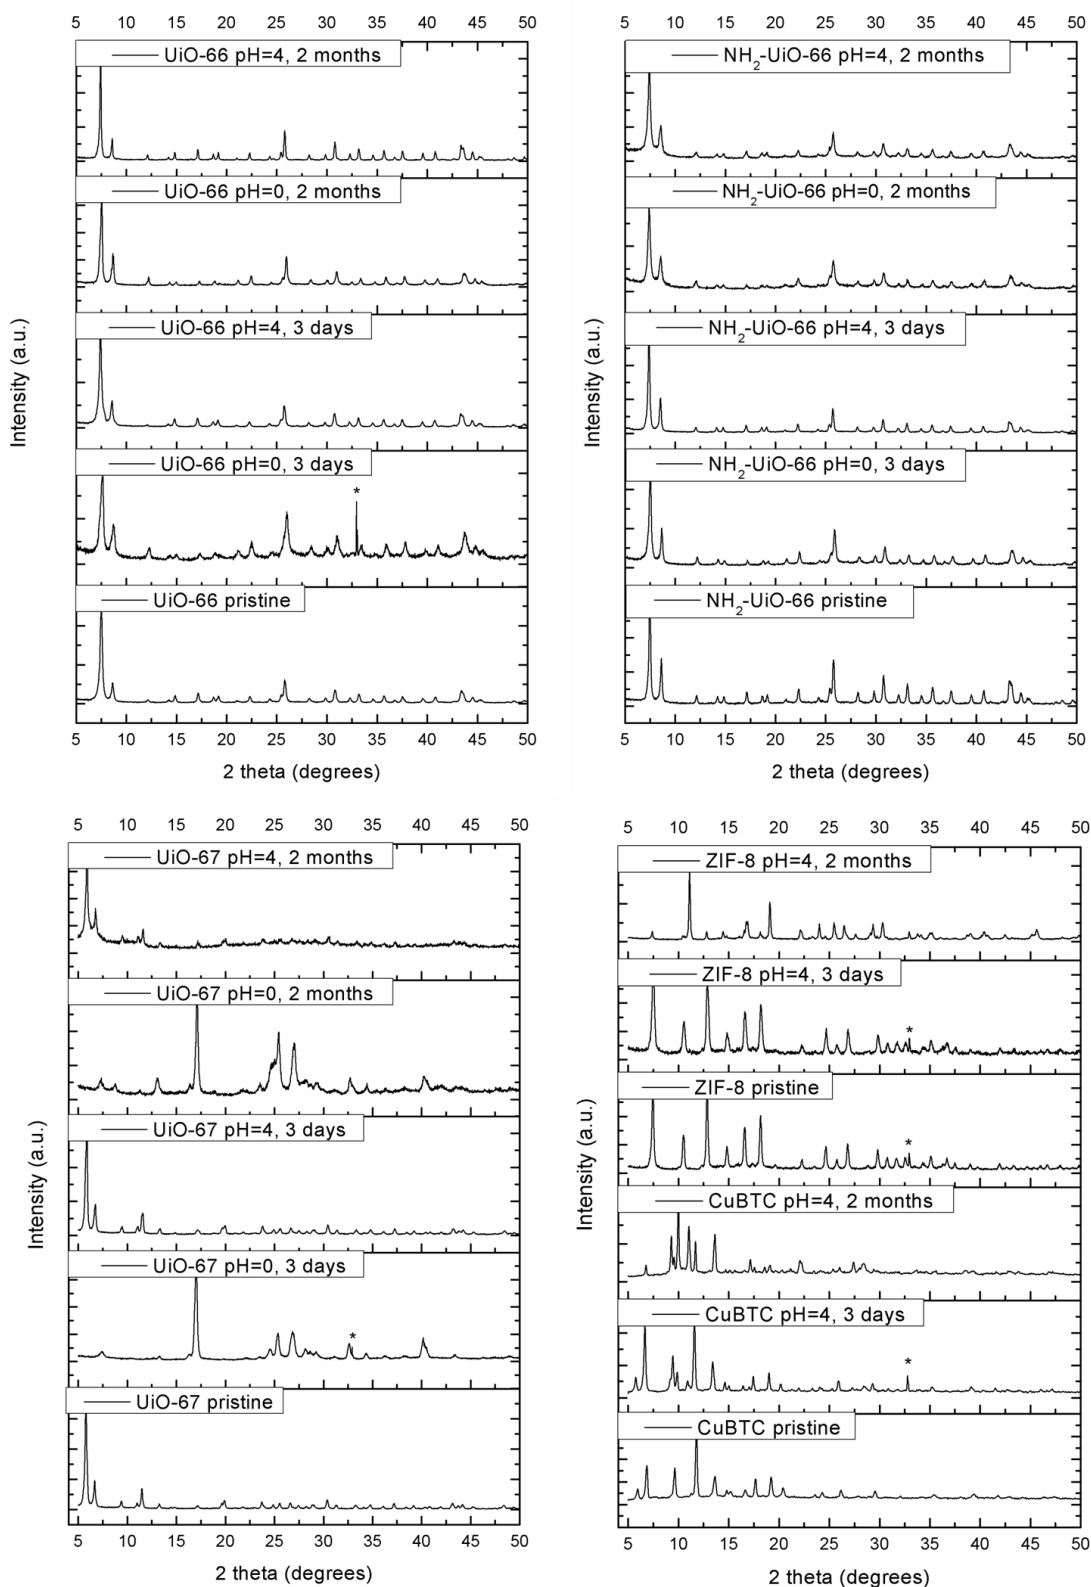 5 10 15 20 25 30 35 40 45 50
UiO-66 pH=4, 2 months
UiO-66 pH=0, 2 months
UiO-66 pH=4, 3 days
UiO-66 pH=0, 3 days
*
UiO-66 pristine
Intensity (a.u.)
5 10 15 20 25 30 35 40 45 50
2 theta (degrees)
5 10 15 20 25 30 35 40 45 50
NH2-UiO-66 pH=4, 2 months
NH2-UiO-66 pH=0, 2 months
NH2-UiO-66 pH=4, 3 days
NH2-UiO-66 pH=0, 3 days
NH2-UiO-66 pristine
Intensity (a.u.)
5 10 15 20 25 30 35 40 45 50
2 theta (degrees)
5 10 15 20 25 30 35 40 45 50
UiO-67 pH=4, 2 months
UiO-67 pH=0, 2 months
UiO-67 pH=4, 3 days
UiO-67 pH=0, 3 days
*
UiO-67 pristine
Intensity (a.u.)
5 10 15 20 25 30 35 40 45 50
2 theta (degrees)
5 10 15 20 25 30 35 40 45 50
ZIF-8 pH=4, 2 months
ZIF-8 pH=4, 3 days
*
ZIF-8 pristine
*
CuBTC pH=4, 2 months
CuBTC pH=4, 3 days
*
CuBTC pristine
Intensity (a.u.)
5 10 15 20 25 30 35 40 45 50
2 theta (degrees)